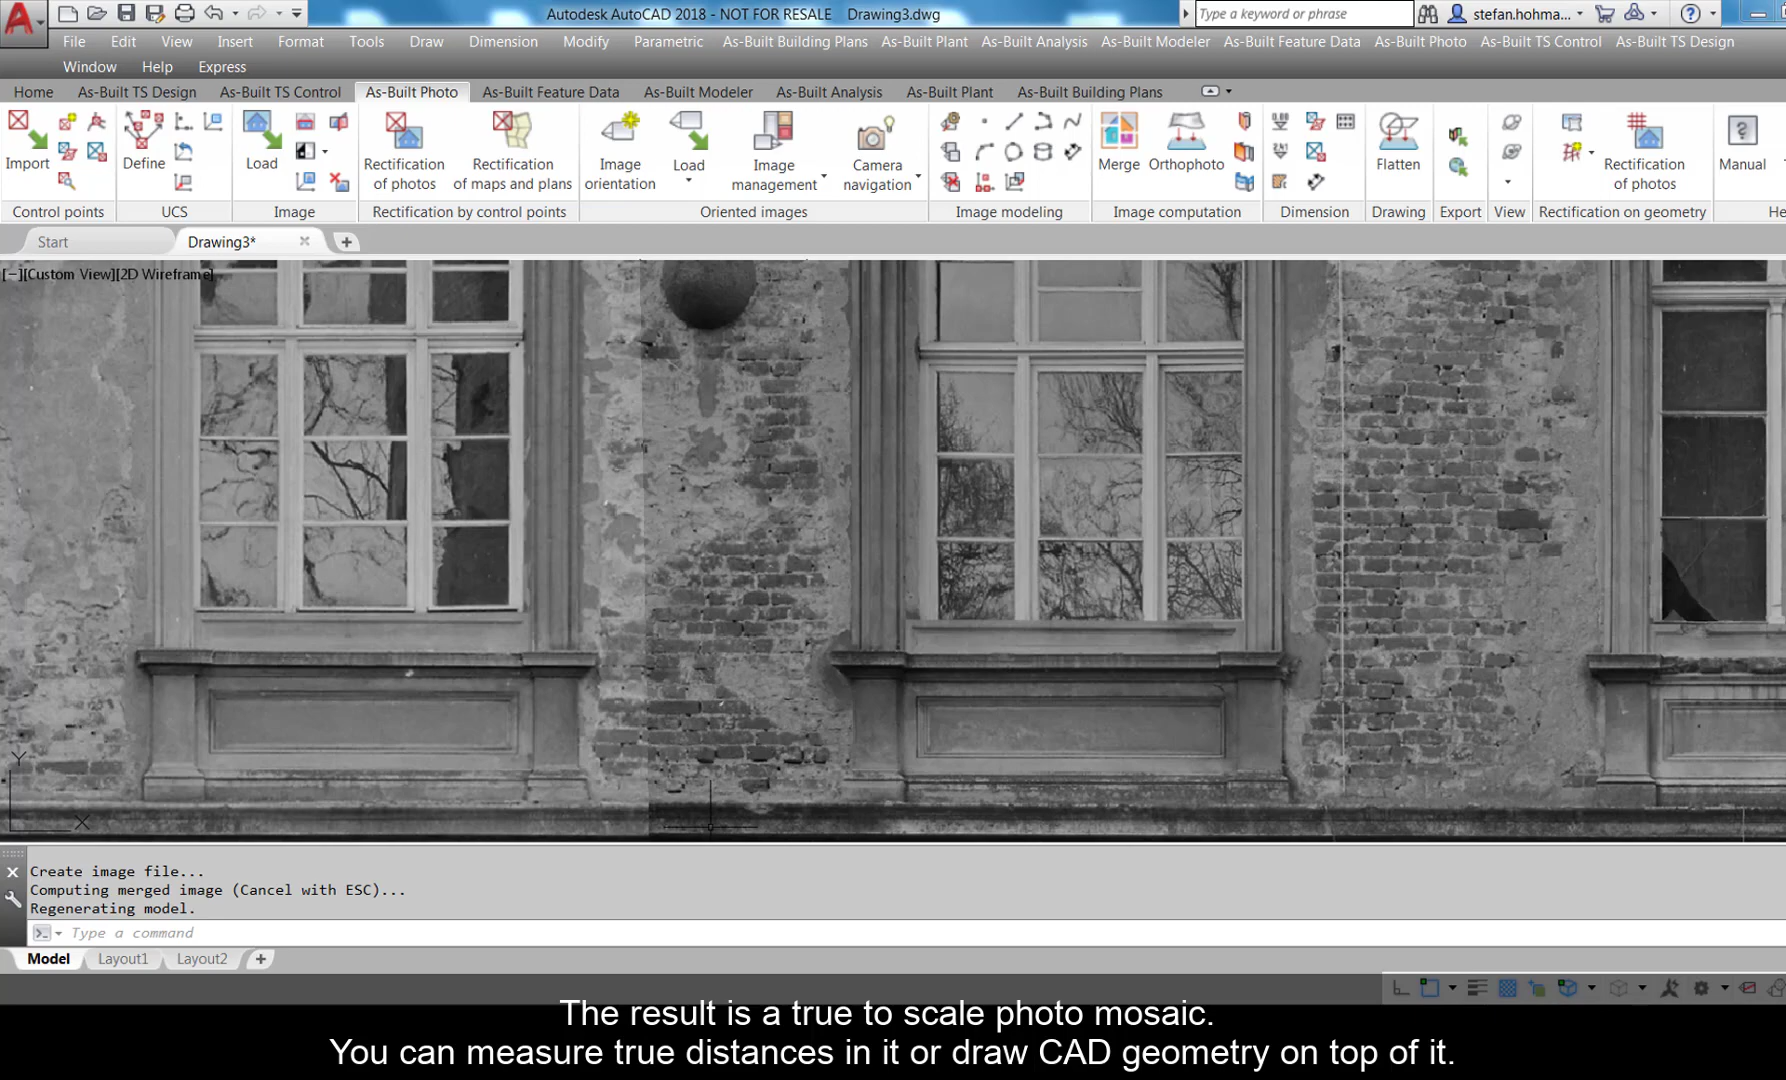 Autodesk AutoCAD 2018 - NOT FOR RESALE Drawing3.dwg
Type a keyword or phrase
stefan.hohma...
File Edit View Insert Format Tools Draw Dimension Modify Parametric As-Built Building Plans As-Built Plant As-Built Analysis As-Built Modeler As-Built Feature Data As-Built Photo As-Built TS Control As-Built TS Design
Window Help Express
Home As-Built TS Design As-Built TS Control As-Built Photo As-Built Feature Data As-Built Modeler As-Built Analysis As-Built Plant As-Built Building Plans
Import Define Load Rectification of photos Rectification of maps and plans Image orientation Load Image management Camera navigation Merge Orthophoto Flatten Rectification of photos Manual
Control points UCS Image Rectification by control points Oriented images Image modeling Image computation Dimension Drawing Export View Rectification on geometry He
Start Drawing3*
[−][Custom View][2D Wireframe]
Y
X
Create image file...
Computing merged image (Cancel with ESC)...
Regenerating model.
Type a command
Model Layout1 Layout2
The result is a true to scale photo mosaic.
You can measure true distances in it or draw CAD geometry on top of it.